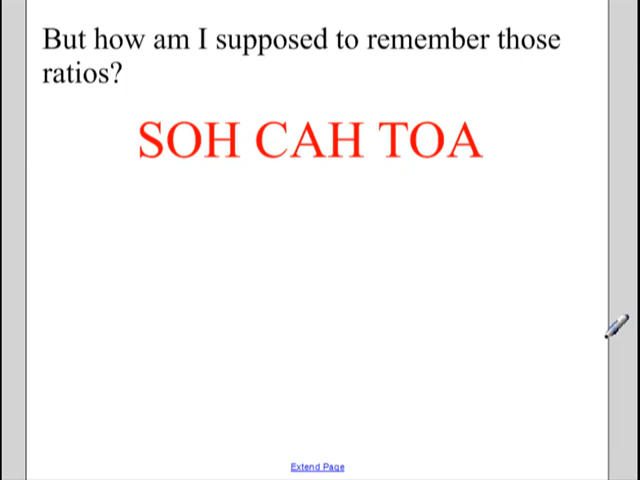 But how am I supposed to remember those
ratios?
SOH CAH TOA
Extend Page